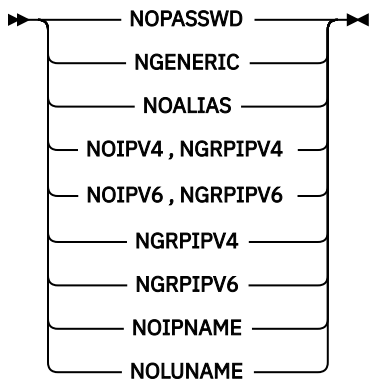 NOPASSWD
NGENERIC
NOALIAS
NOIPV4 , NGRPIPV4
NOIPV6 , NGRPIPV6
NGRPIPV4
NGRPIPV6
NOIPNAME
NOLUNAME